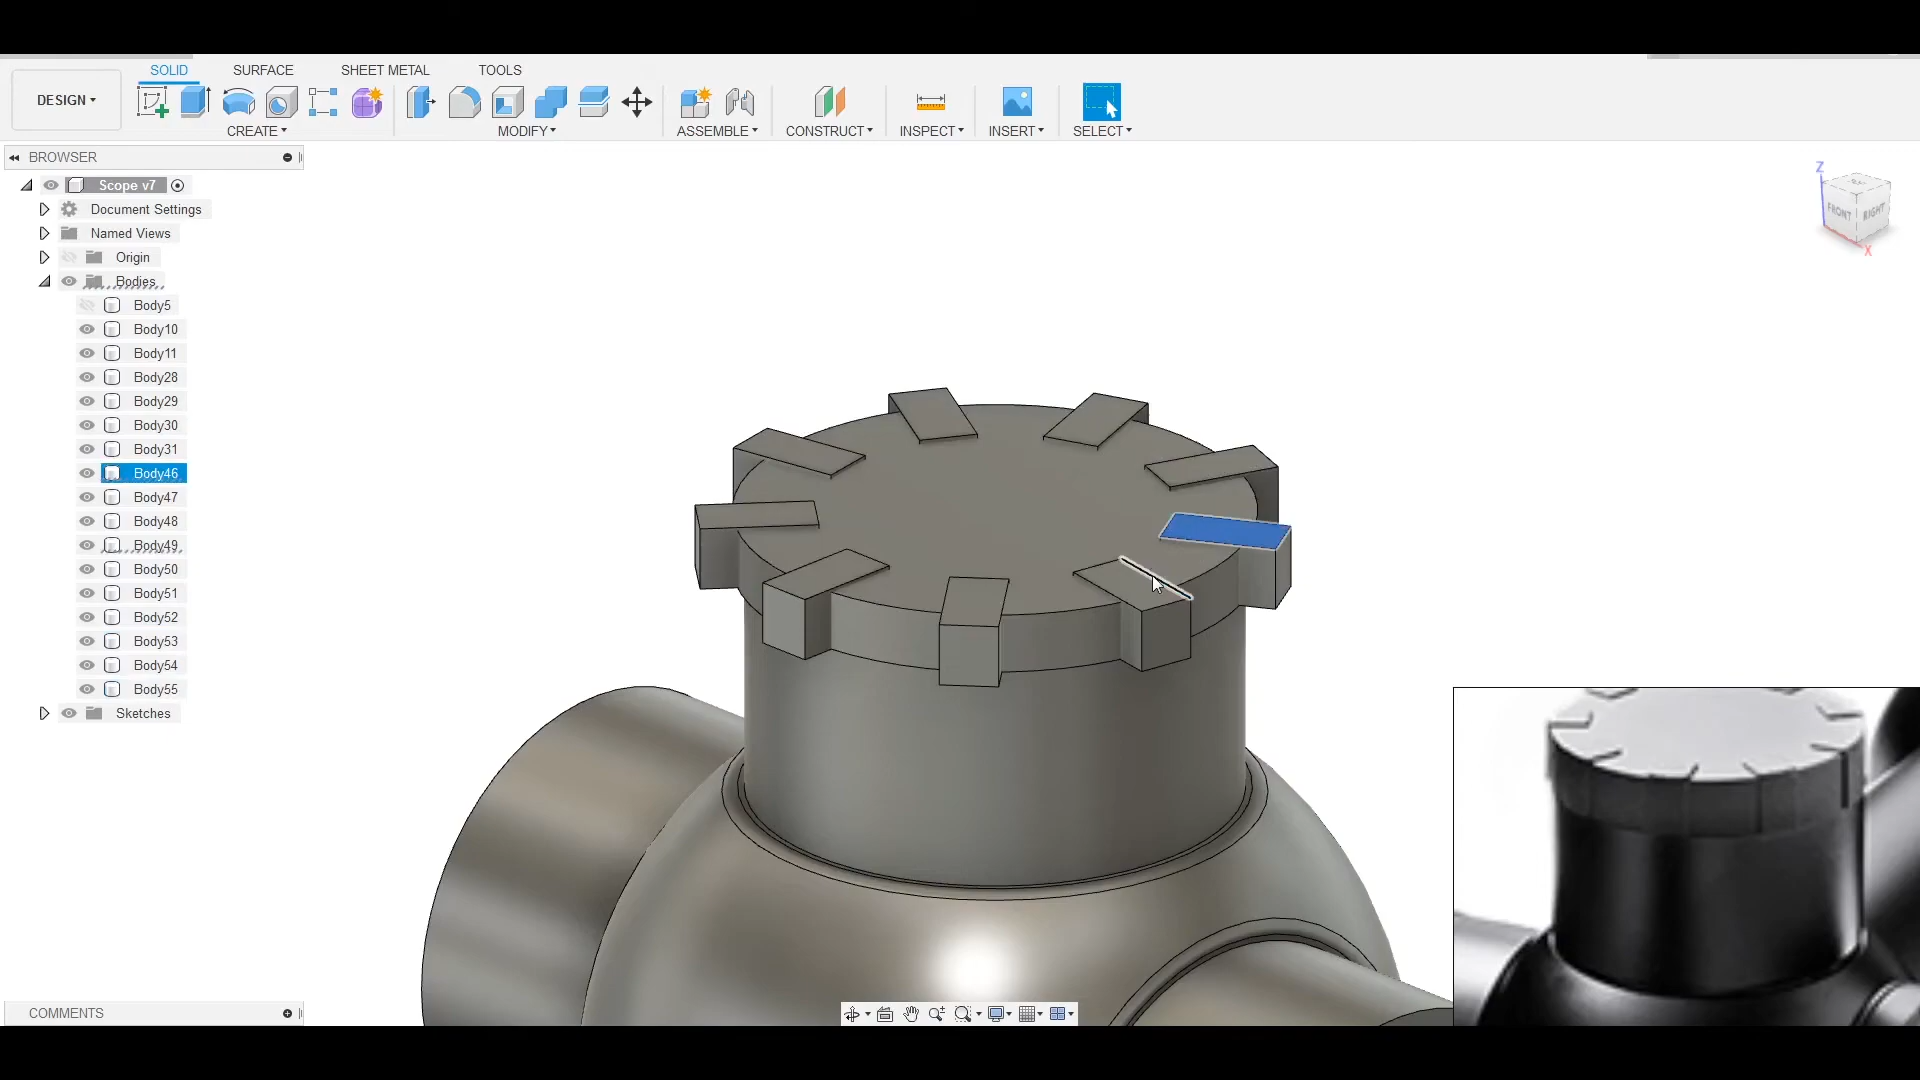 SOLID SURFACE SHEET METAL TOOLS
DESIGN
CREATE MODIFY ASSEMBLE CONSTRUCT INSPECT INSERT SELECT
BROWSER
Scope v7
Document Settings
Named Views
Origin
Bodies
Body5
Body10
Body11
Body28
Body29
Body30
Body31
Body46
Body47
Body48
Body49
Body50
Body51
Body52
Body53
Body54
Body55
Sketches
Z
FRONT RIGHT
X
COMMENTS